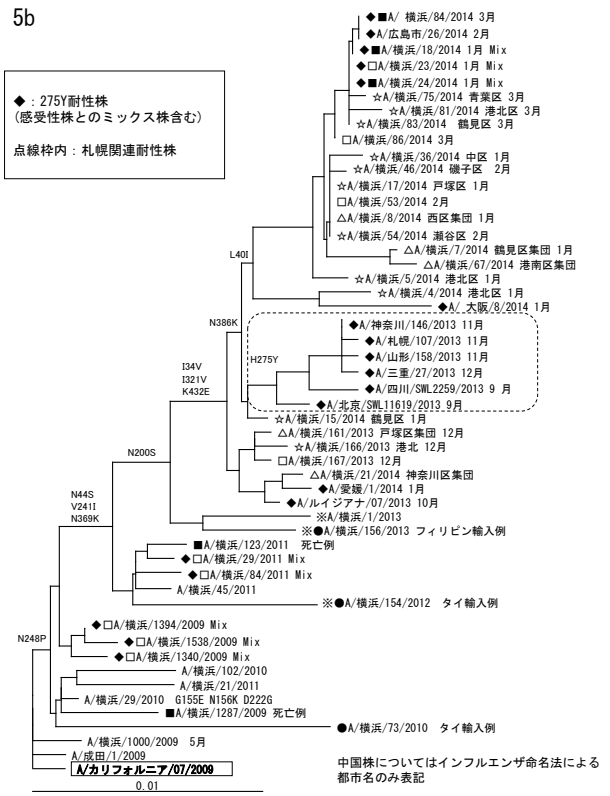 5b
◆：275Y耐性株
(感受性株とのミックス株含む)
点線枠内：札幌関連耐性株
◆■A/ 横浜/84/2014 3月
◆A/広島市/26/2014 2月
◆■A/横浜/18/2014 1月 Mix
◆□A/横浜/23/2014 1月 Mix
◆■A/横浜/24/2014 1月 Mix
☆A/横浜/75/2014 青葉区 3月
☆A/横浜/81/2014 港北区 3月
☆A/横浜/83/2014 鶴見区 3月
□A/横浜/86/2014 3月
☆A/横浜/36/2014 中区 1月
☆A/横浜/46/2014 磯子区 2月
☆A/横浜/17/2014 戸塚区 1月
□A/横浜/53/2014 2月
△A/横浜/8/2014 西区集団 1月
☆A/横浜/54/2014 瀬谷区 2月
△A/横浜/7/2014 鶴見区集団 1月
△A/横浜/67/2014 港南区集団
☆A/横浜/5/2014 港北区 1月
☆A/横浜/4/2014 港北区 1月
◆A/ 大阪/8/2014 1月
L40I
N386K
H275Y
◆A/神奈川/146/2013 11月
◆A/札幌/107/2013 11月
◆A/山形/158/2013 11月
◆A/三重/27/2013 12月
◆A/四川/SWL2259/2013 9 月
◆A/北京/SWL11619/2013 9月
☆A/横浜/15/2014 鶴見区 1月
I34V
I321V
K432E
△A/横浜/161/2013 戸塚区集団 12月
☆A/横浜/166/2013 港北 12月
□A/横浜/167/2013 12月
△A/横浜/21/2014 神奈川区集団
◆A/愛媛/1/2014 1月
◆A/ルイジアナ/07/2013 10月
N200S
※A/横浜/1/2013
※●A/横浜/156/2013 フィリピン輸入例
N44S
V241I
N369K
■A/横浜/123/2011 死亡例
◆□A/横浜/29/2011 Mix
◆□A/横浜/84/2011 Mix
A/横浜/45/2011
※●A/横浜/154/2012 タイ輸入例
N248P
◆□A/横浜/1394/2009 Mix
◆□A/横浜/1538/2009 Mix
◆□A/横浜/1340/2009 Mix
A/横浜/102/2010
A/横浜/21/2011
A/横浜/29/2010 G155E N156K D222G
■A/横浜/1287/2009 死亡例
●A/横浜/73/2010 タイ輸入例
A/横浜/1000/2009 5月
A/成田/1/2009
A/カリフォルニア/07/2009
0.01
中国株についてはインフルエンザ命名法による
都市名のみ表記